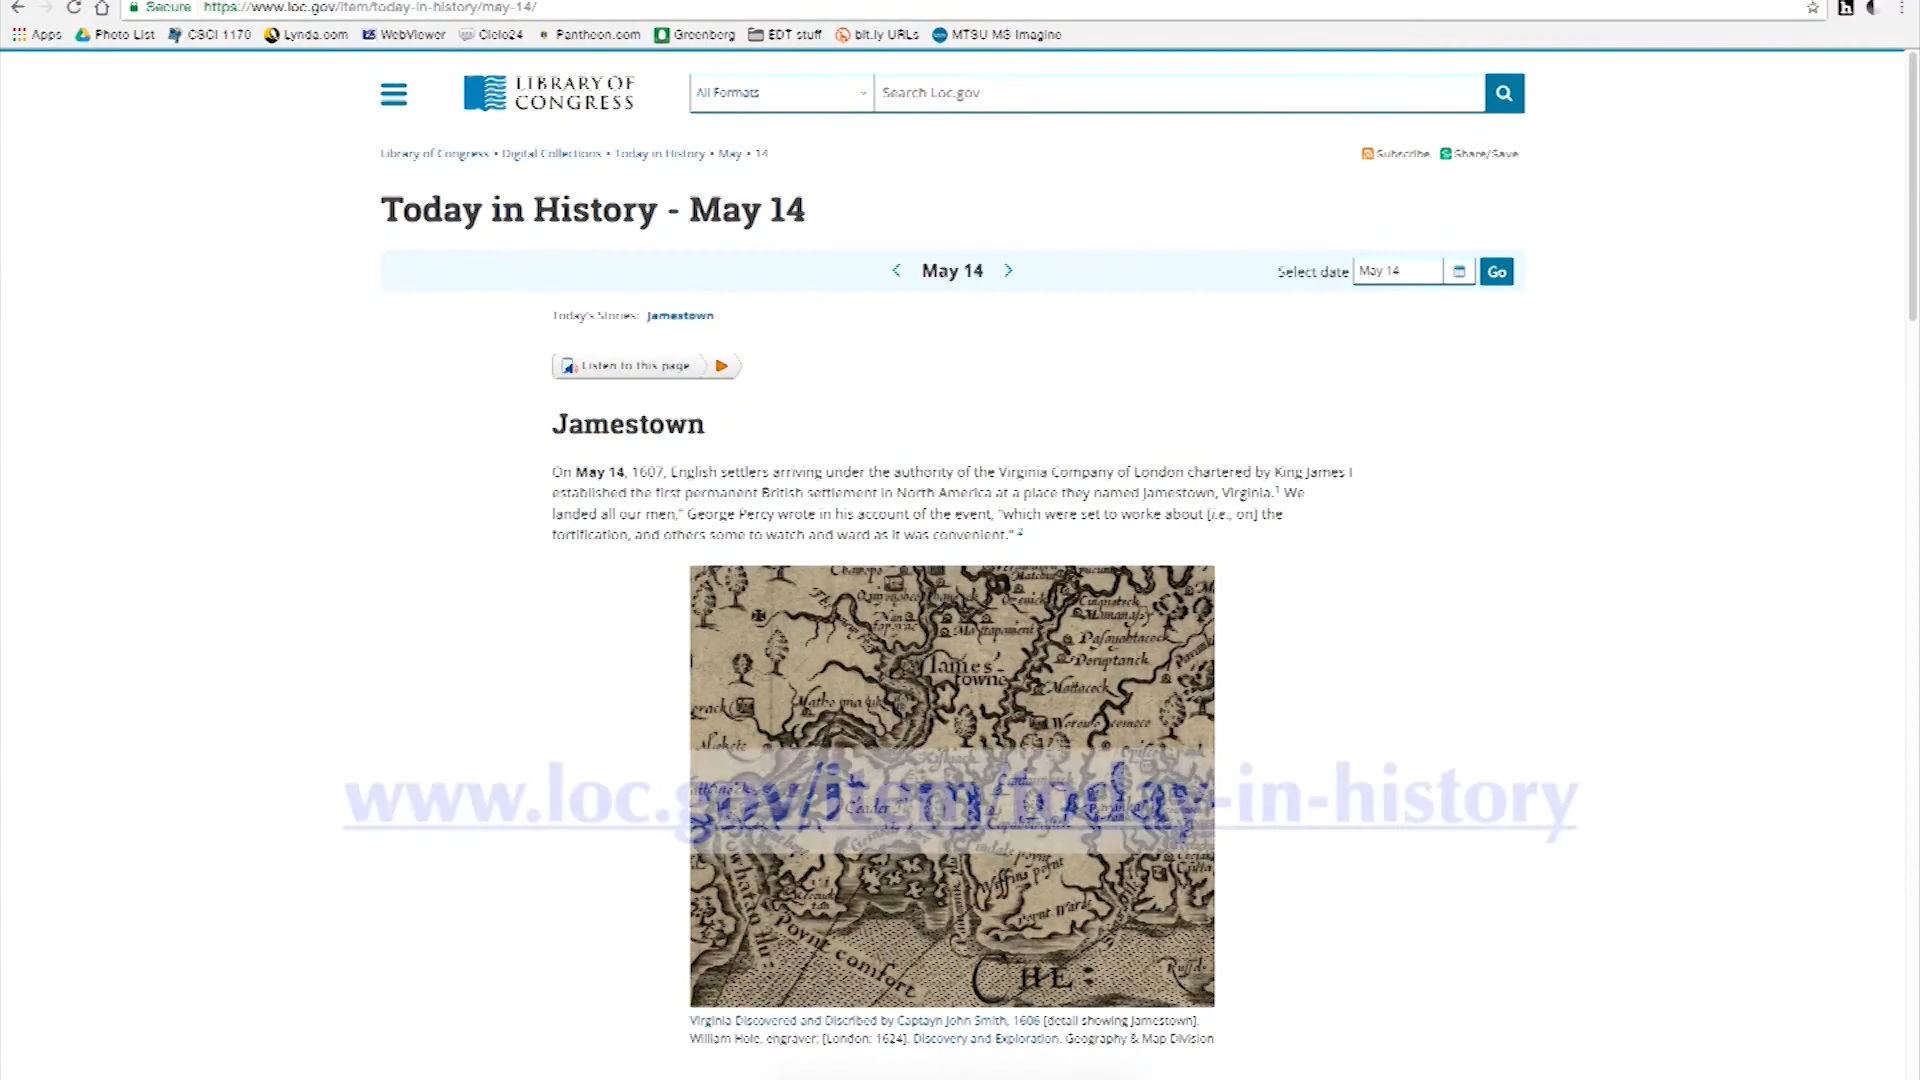 Secure https://www.loc.gov/item/today-in-history/may-14/
Apps Photo List CSCI 1170 Lynda.com WebViewer Cielo24 Pantheon.com Greenberg EDT stuff bit.ly URLs MTSU MS Imagine
LIBRARY OF
CONGRESS
All Formats
Search Loc.gov
Library of Congress • Digital Collections • Today in History • May • 14
Subscribe Share/Save
Today in History - May 14
May 14
Select date May 14 Go
Today's Stories: Jamestown
Listen to this page
Jamestown
On May 14, 1607, English settlers arriving under the authority of the Virginia Company of London chartered by King James I
established the first permanent British settlement in North America at a place they named Jamestown, Virginia.1 We
landed all our men," George Percy wrote in his account of the event, "which were set to worke about [i.e., on] the
fortification, and others some to watch and ward as it was convenient." 2
James
towne
Mattacock
Wiffins poynt
Poynt comfort
CHE:
www.loc.gov/item/today-in-history
Virginia Discovered and Discribed by Captayn John Smith, 1606 [detail showing Jamestown].
William Hole, engraver; [London: 1624]. Discovery and Exploration. Geography & Map Division